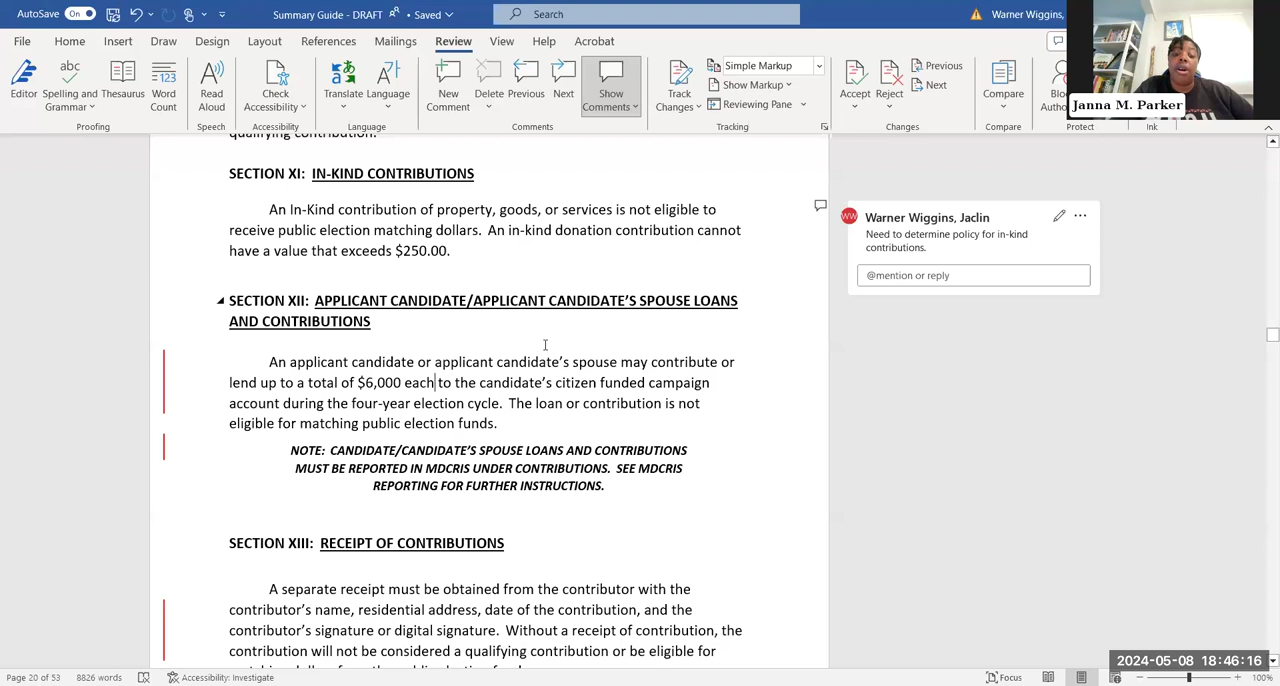 AutoSave On Summary Guide - DRAFT • Saved Search Warner Wiggins,
File Home Insert Draw Design Layout References Mailings Review View Help Acrobat
Editor Spelling and Grammar Thesaurus Word Count Read Aloud Check Accessibility Translate Language New Comment Delete Previous Next Show Comments Track Changes Simple Markup Show Markup Reviewing Pane Accept Reject Previous Next Compare
Proofing Speech Accessibility Language Comments Tracking Changes Compare Protect Ink
Janna M. Parker
qualifying contribution.
SECTION XI: IN-KIND CONTRIBUTIONS
An In-Kind contribution of property, goods, or services is not eligible to
receive public election matching dollars. An in-kind donation contribution cannot
have a value that exceeds $250.00.
WW Warner Wiggins, Jaclin
Need to determine policy for in-kind
contributions.
@mention or reply
SECTION XII: APPLICANT CANDIDATE/APPLICANT CANDIDATE'S SPOUSE LOANS
AND CONTRIBUTIONS
An applicant candidate or applicant candidate's spouse may contribute or
lend up to a total of $6,000 each to the candidate's citizen funded campaign
account during the four-year election cycle. The loan or contribution is not
eligible for matching public election funds.
NOTE: CANDIDATE/CANDIDATE'S SPOUSE LOANS AND CONTRIBUTIONS
MUST BE REPORTED IN MDCRIS UNDER CONTRIBUTIONS. SEE MDCRIS
REPORTING FOR FURTHER INSTRUCTIONS.
SECTION XIII: RECEIPT OF CONTRIBUTIONS
A separate receipt must be obtained from the contributor with the
contributor's name, residential address, date of the contribution, and the
contributor's signature or digital signature. Without a receipt of contribution, the
contribution will not be considered a qualifying contribution or be eligible for
2024-05-08 18:46:16
Page 20 of 53 8826 words Accessibility: Investigate Focus 100%